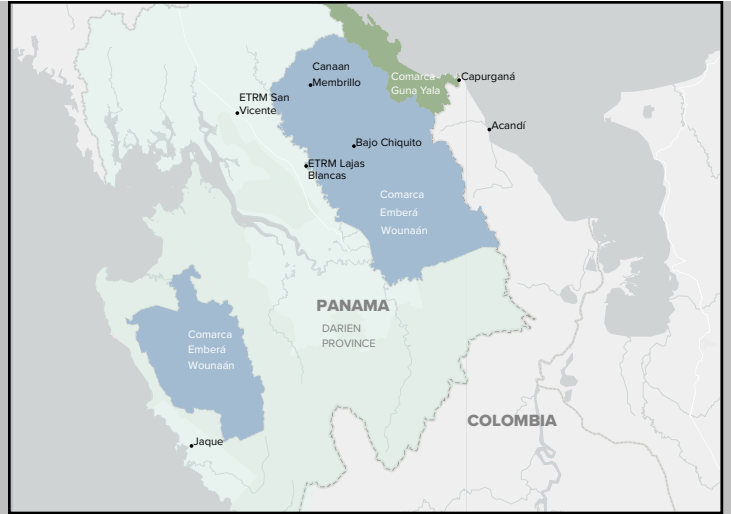 Canaan
Membrillo
Comarca
Guna Yala
Capurganá
ETRM San
Vicente
Acandí
Bajo Chiquito
ETRM Lajas
Blancas
Comarca
Emberá
Wounaán
PANAMA
DARIEN
PROVINCE
Comarca
Emberá
Wounaán
COLOMBIA
Jaque